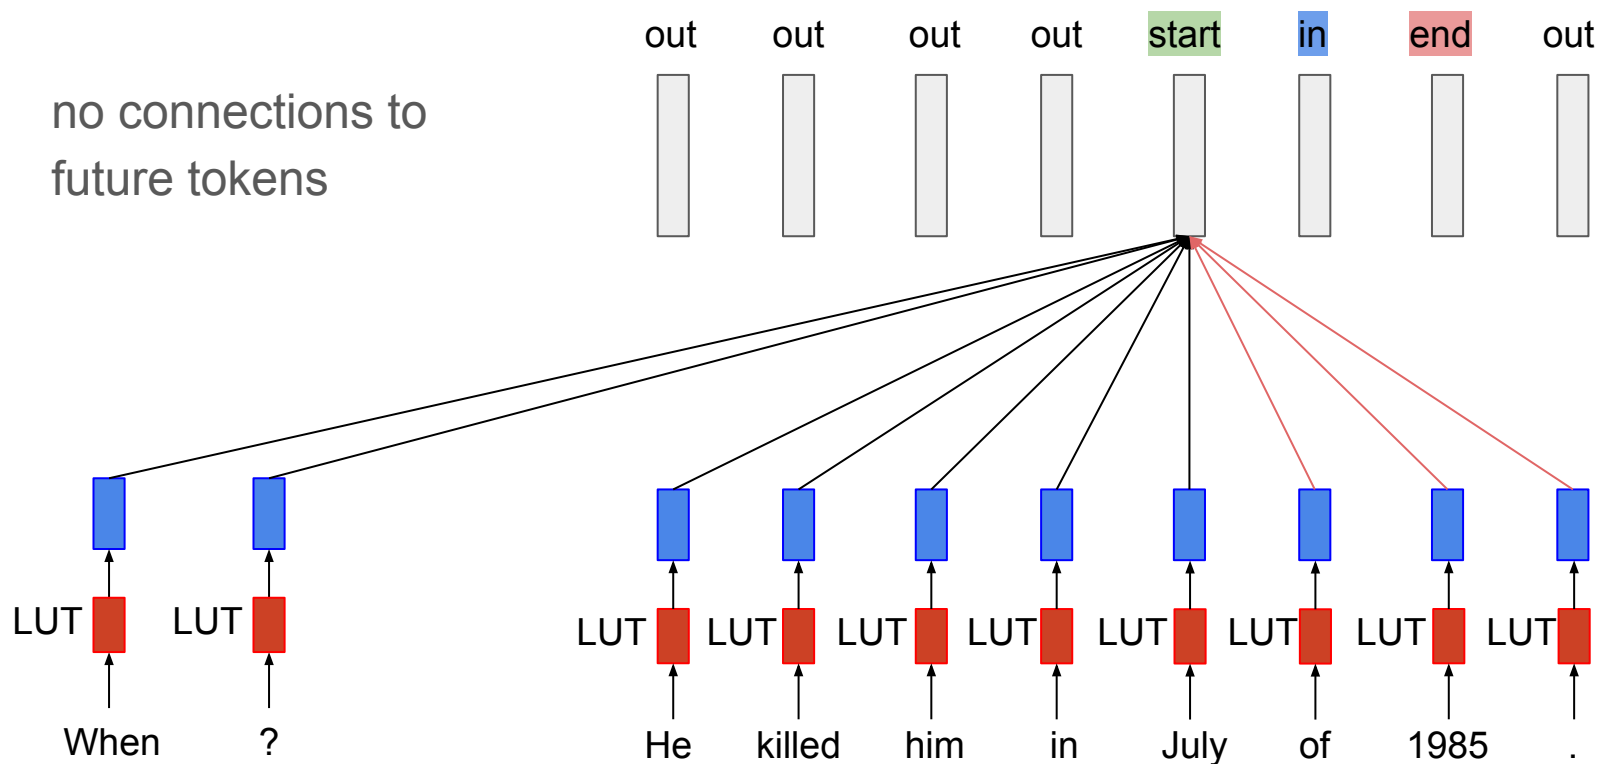 out out out out start in end out
no connections to
future tokens
LUT LUT LUT LUT LUT LUT LUT LUT LUT LUT
When ? He killed him in July of 1985 .